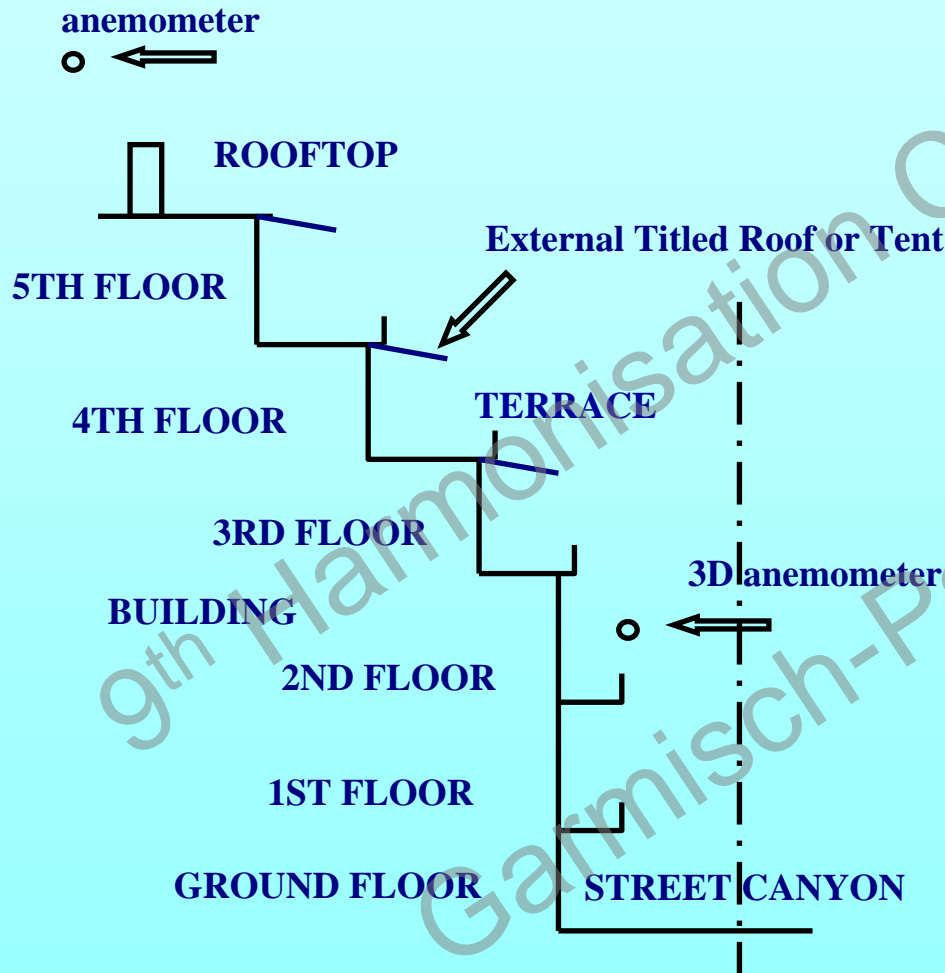 anemometer
ROOFTOP
External Titled Roof or Tent
5TH FLOOR
TERRACE
4TH FLOOR
3RD FLOOR
3D anemometer
BUILDING
2ND FLOOR
1ST FLOOR
GROUND FLOOR
STREET CANYON
9th Harmonisation
Garmisch-P